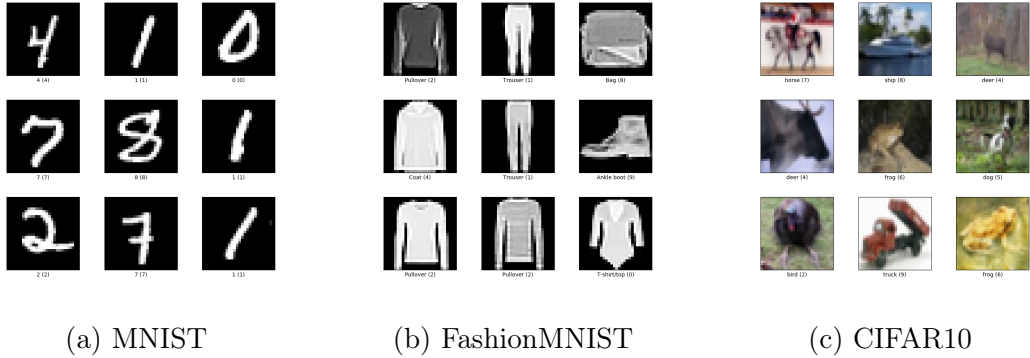 4 (4) 1 (1) 0 (0) Pullover (2) Trouser (1) Bag (8) horse (7) ship (8) deer (4)
7 (7) 8 (8) 1 (1) Coat (4) Trouser (1) Ankle boot (9) deer (4) frog (6) dog (5)
2 (2) 7 (7) 1 (1) Pullover (2) Pullover (2) T-shirt/top (0) bird (2) truck (9) frog (6)
(a) MNIST (b) FashionMNIST (c) CIFAR10